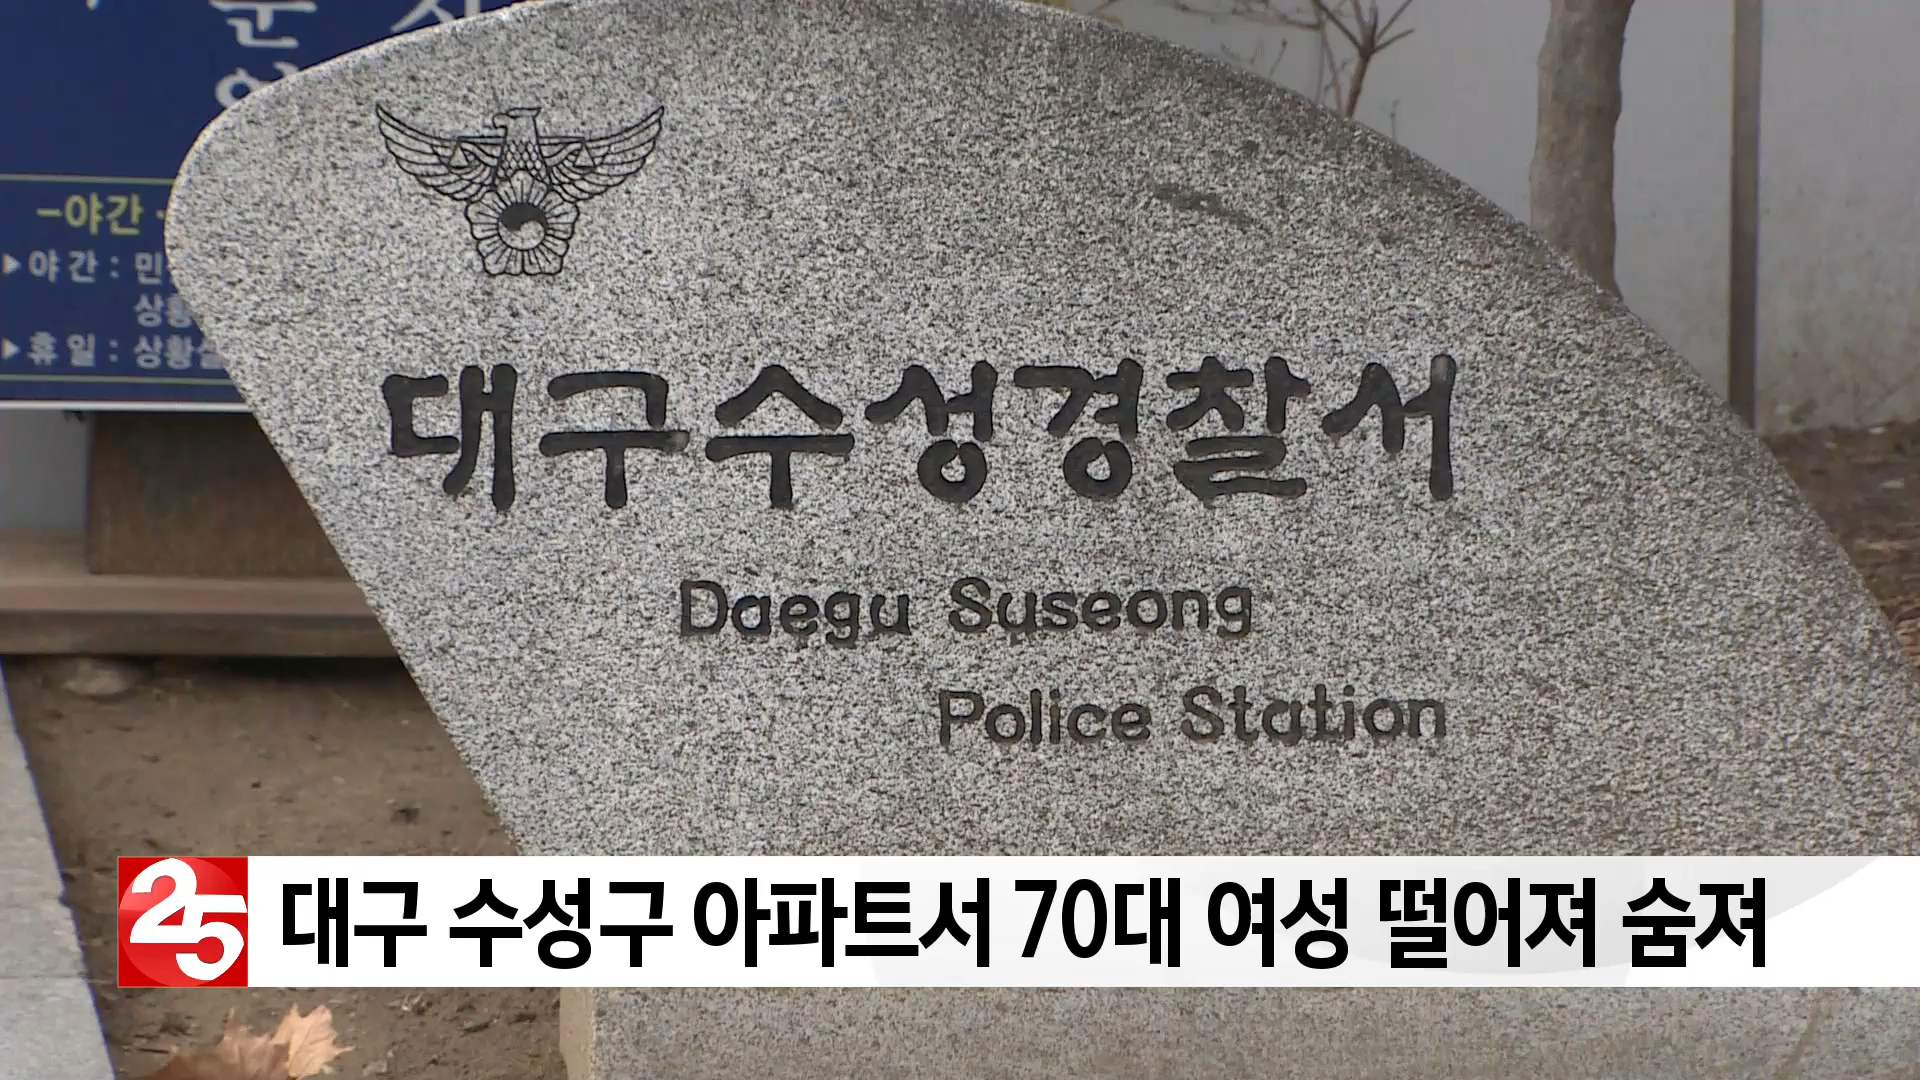 -야간
▶야 간 :
▶휴 일 :
대구수성경찰서
Daegu Suseong
Police Station
25 대구 수성구 아파트서 70대 여성 떨어져 숨져